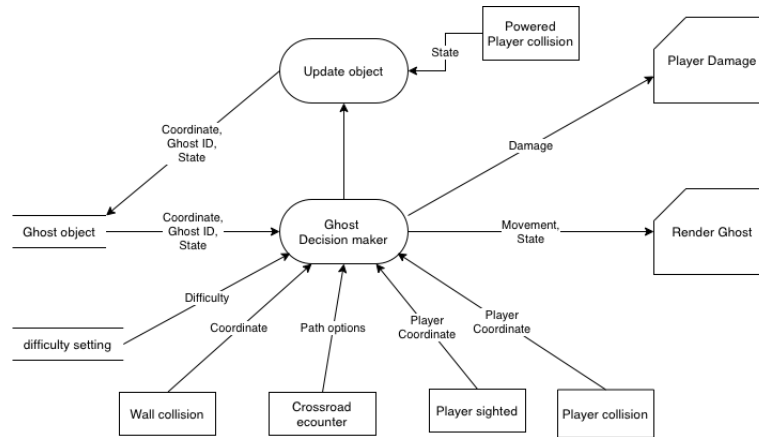 Powered
Player collision
State
Update object
Player Damage
Coordinate,
Ghost ID,
State
Damage
Ghost object
Coordinate,
Ghost ID,
State
Ghost
Decision maker
Movement,
State
Render Ghost
Difficulty
difficulty setting
Coordinate
Path options
Player
Coordinate
Player
Coordinate
Wall collision
Crossroad
ecounter
Player sighted
Player collision